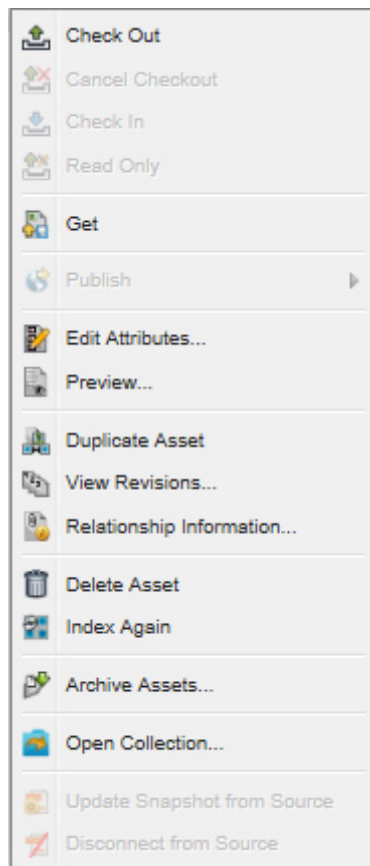 Check Out
Cancel Checkout
Check In
Read Only
Get
Publish
Edit Attributes...
Preview...
Duplicate Asset
View Revisions...
Relationship Information...
Delete Asset
Index Again
Archive Assets...
Open Collection...
Update Snapshot from Source
Disconnect from Source